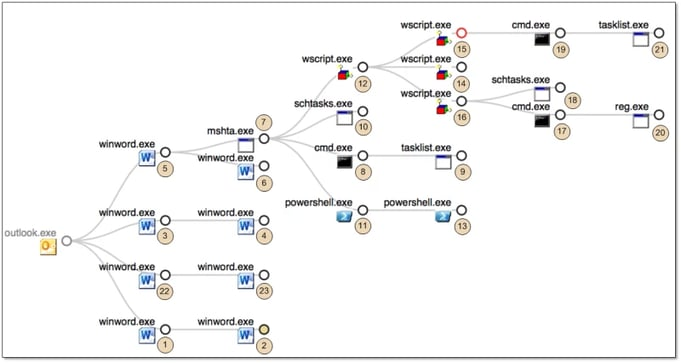 wscript.exe cmd.exe tasklist.exe
15 19 21
wscript.exe wscript.exe
12 14
schtasks.exe
18
wscript.exe cmd.exe reg.exe
16 17 20
mshta.exe schtasks.exe
7 10
winword.exe
5
winword.exe cmd.exe tasklist.exe
6 8 9
powershell.exe powershell.exe
11 13
winword.exe winword.exe
3 4
outlook.exe
winword.exe winword.exe
22 23
winword.exe winword.exe
1 2